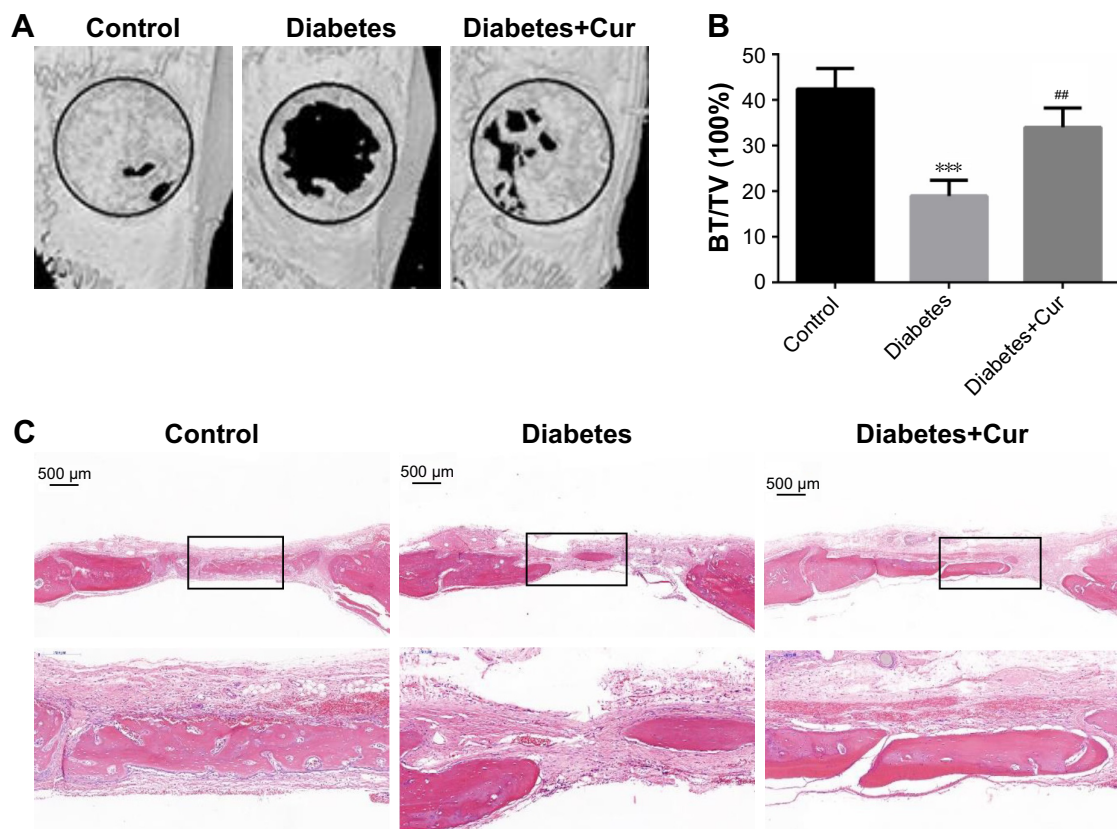 A
Control
Diabetes
Diabetes+Cur
B
BT/TV (100%)
50
40
30
20
10
0
***
##
Control
Diabetes
Diabetes+Cur
C
Control
Diabetes
Diabetes+Cur
500 µm
500 µm
500 µm